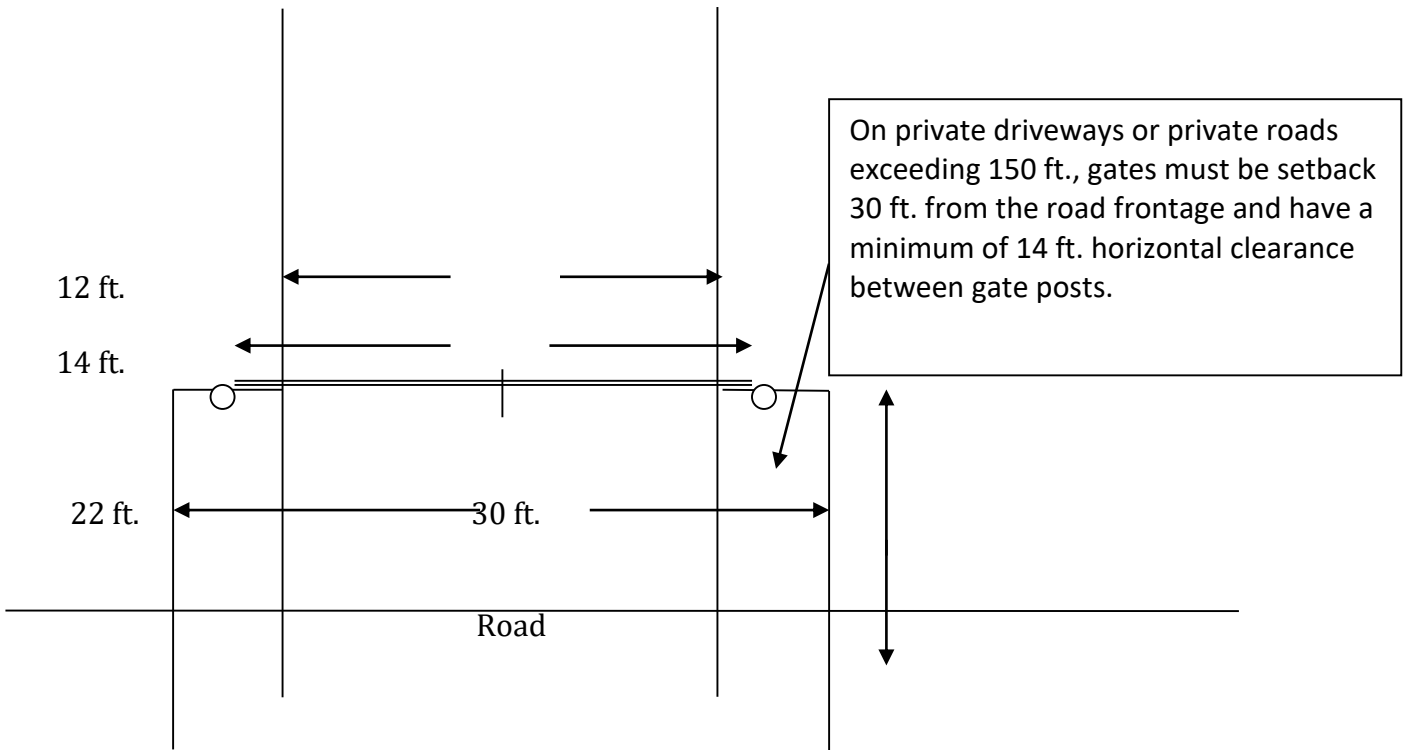 On private driveways or private roads
exceeding 150 ft., gates must be setback
30 ft. from the road frontage and have a
minimum of 14 ft. horizontal clearance
between gate posts.
12 ft.
14 ft.
22 ft.
30 ft.
Road